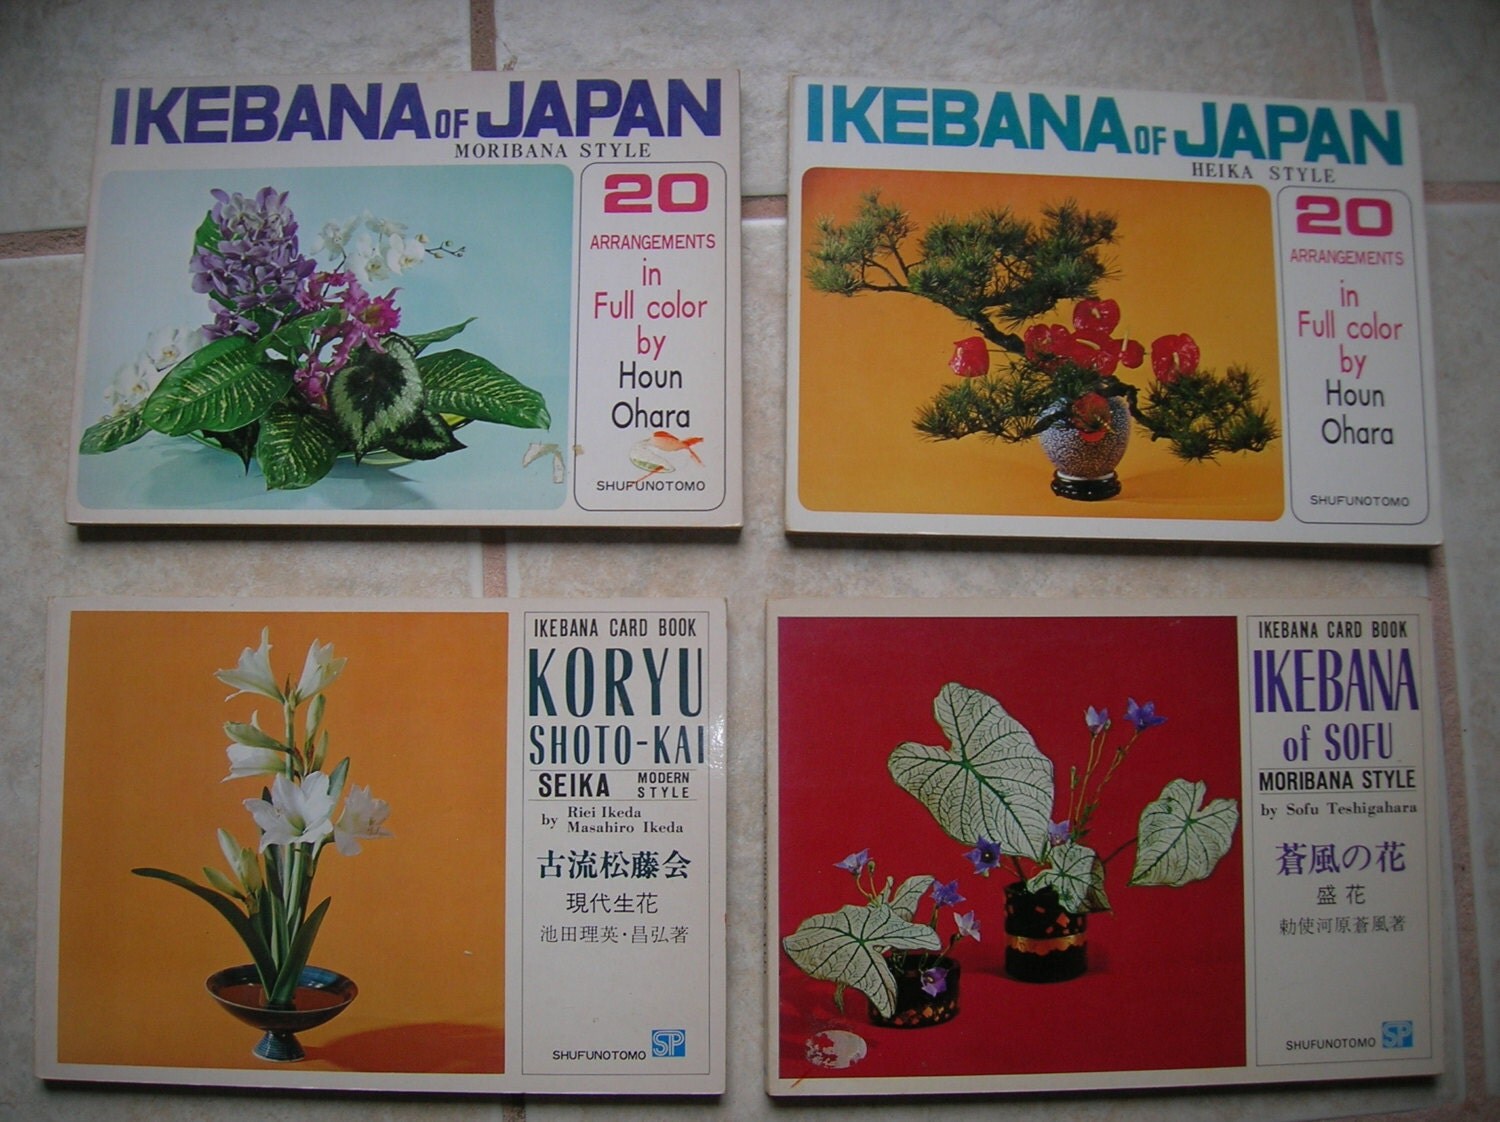 IKEBANA OF JAPAN
MORIBANA STYLE
20
ARRANGEMENTS
in
Full color
by
Houn
Ohara
SHUFUNOTOMO
IKEBANA OF JAPAN
HEIKA STYLE
20
ARRANGEMENTS
in
Full color
by
Houn
Ohara
SHUFUNOTOMO
IKEBANA CARD BOOK
KORYU
SHOTO-KAI
SEIKA MODERN STYLE
by Riei Ikeda
Masahiro Ikeda
古流松藤会
現代生花
池田理英・昌弘著
SHUFUNOTOMO SP
IKEBANA CARD BOOK
IKEBANA
of SOFU
MORIBANA STYLE
by Sofu Teshigahara
蒼風の花
盛花
勅使河原蒼風著
SHUFUNOTOMO SP